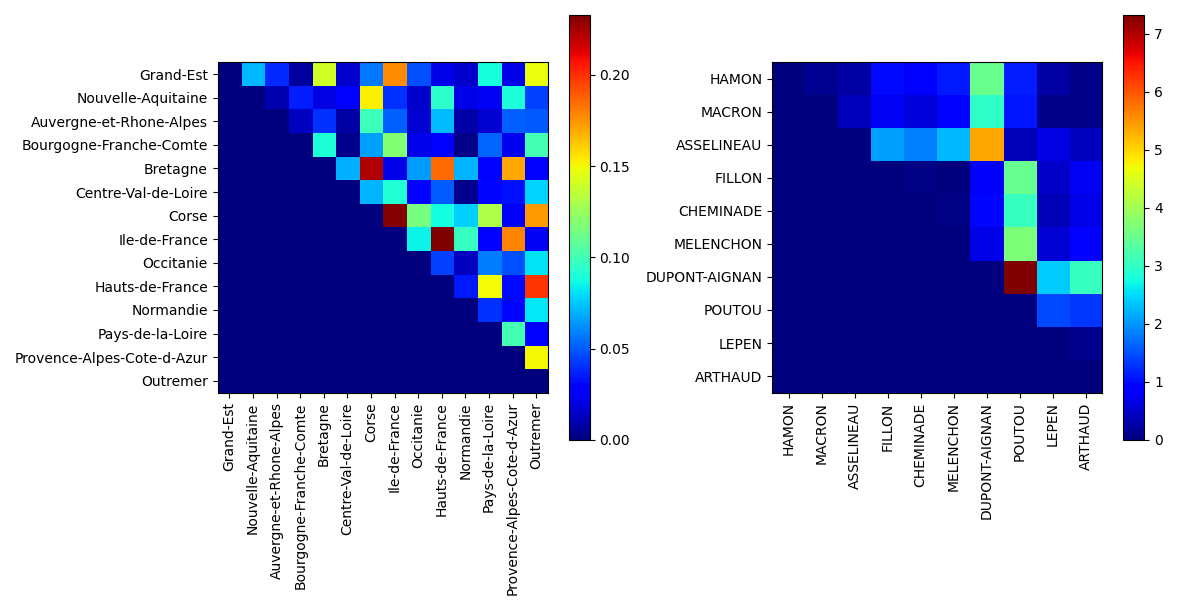 Grand-Est
Nouvelle-Aquitaine
Auvergne-et-Rhone-Alpes
Bourgogne-Franche-Comte
Bretagne
Centre-Val-de-Loire
Corse
Ile-de-France
Occitanie
Hauts-de-France
Normandie
Pays-de-la-Loire
Provence-Alpes-Cote-d-Azur
Outremer
Grand-Est
Nouvelle-Aquitaine
Auvergne-et-Rhone-Alpes
Bourgogne-Franche-Comte
Bretagne
Centre-Val-de-Loire
Corse
Ile-de-France
Occitanie
Hauts-de-France
Normandie
Pays-de-la-Loire
Provence-Alpes-Cote-d-Azur
Outremer
0.20
0.15
0.10
0.05
0.00
HAMON
MACRON
ASSELINEAU
FILLON
CHEMINADE
MELENCHON
DUPONT-AIGNAN
POUTOU
LEPEN
ARTHAUD
HAMON
MACRON
ASSELINEAU
FILLON
CHEMINADE
MELENCHON
DUPONT-AIGNAN
POUTOU
LEPEN
ARTHAUD
7
6
5
4
3
2
1
0